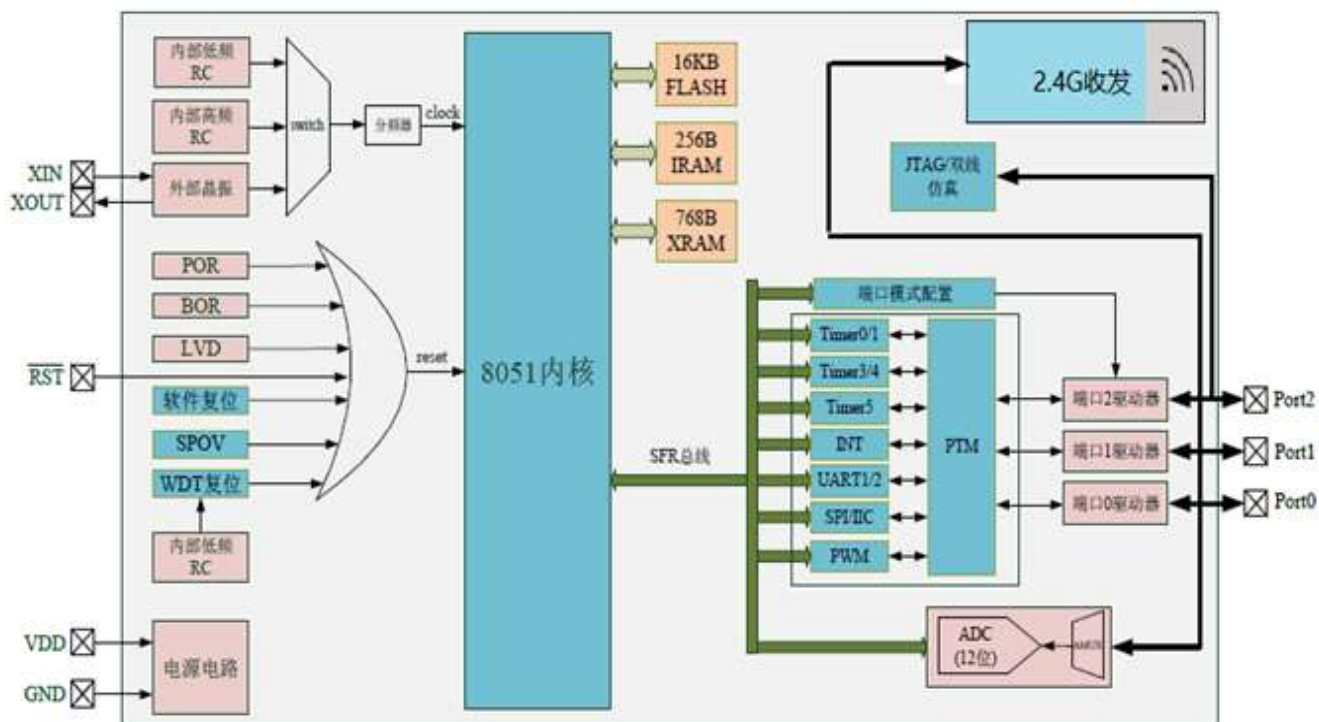 内部低频
RC
内部高频
RC
外部晶振
XIN
XOUT
switch
分频器
clock
POR
BOR
LVD
RST
软件复位
SPOV
WDT复位
内部低频
RC
reset
VDD
GND
电源电路
8051内核
16KB
FLASH
256B
IRAM
768B
XRAM
2.4G收发
JTAG/双线
仿真
SFR总线
端口模式配置
Timer0/1
Timer3/4
Timer5
INT
UART1/2
SPI/IIC
PWM
PTM
端口2驱动器
端口1驱动器
端口0驱动器
Port2
Port1
Port0
ADC
(12位)